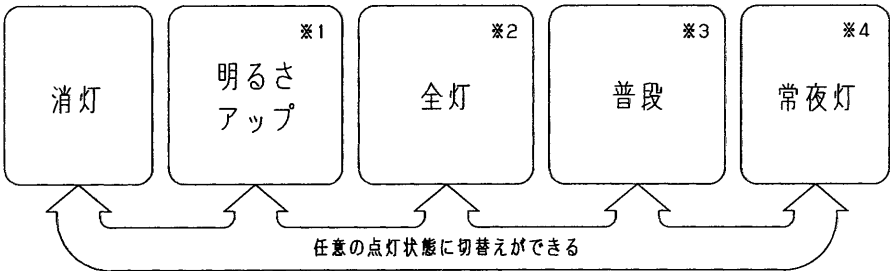 消灯
※1
明るさ
アップ
※2
全灯
※3
普段
※4
常夜灯
任意の点灯状態に切替えができる